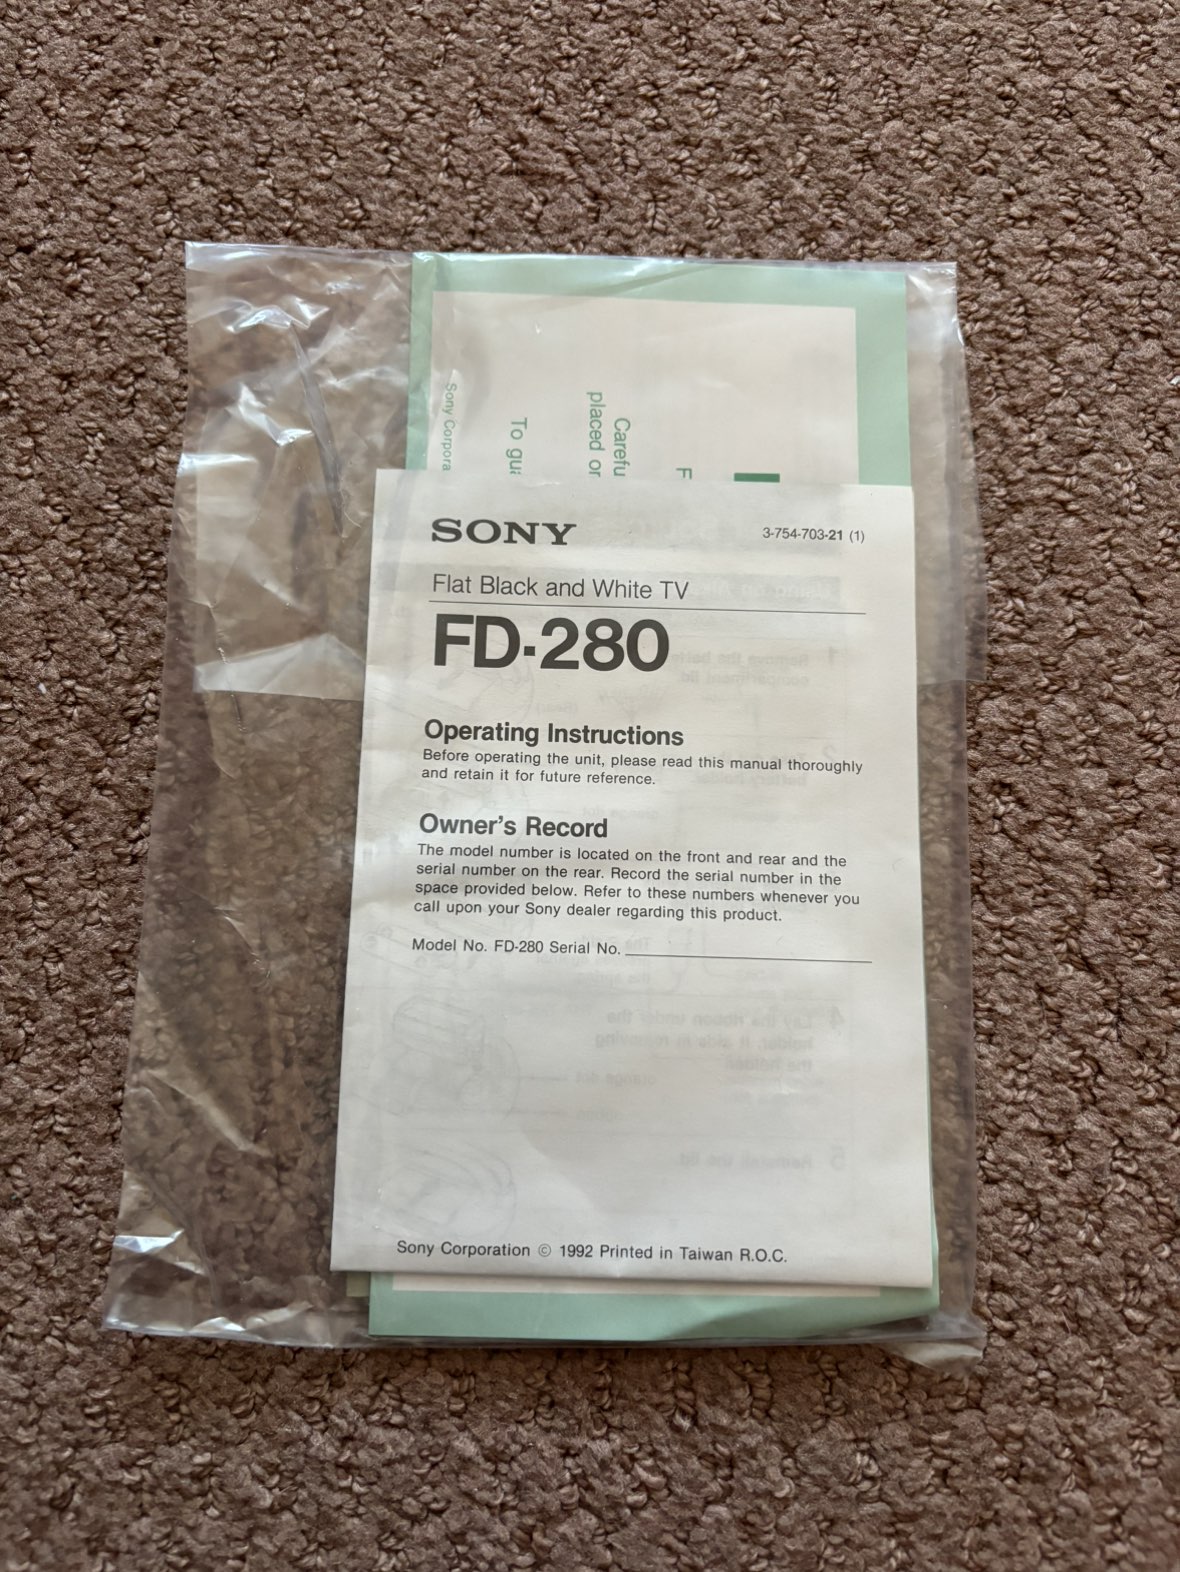 Sony Corpora
To gu
placed or
Carefu
F
SONY
3-754-703-21 (1)
Flat Black and White TV
FD-280
Operating Instructions
Before operating the unit, please read this manual thoroughly
and retain it for future reference.
Owner's Record
The model number is located on the front and rear and the
serial number on the rear. Record the serial number in the
space provided below. Refer to these numbers whenever you
call upon your Sony dealer regarding this product.
Model No. FD-280 Serial No.
Sony Corporation © 1992 Printed in Taiwan R.O.C.